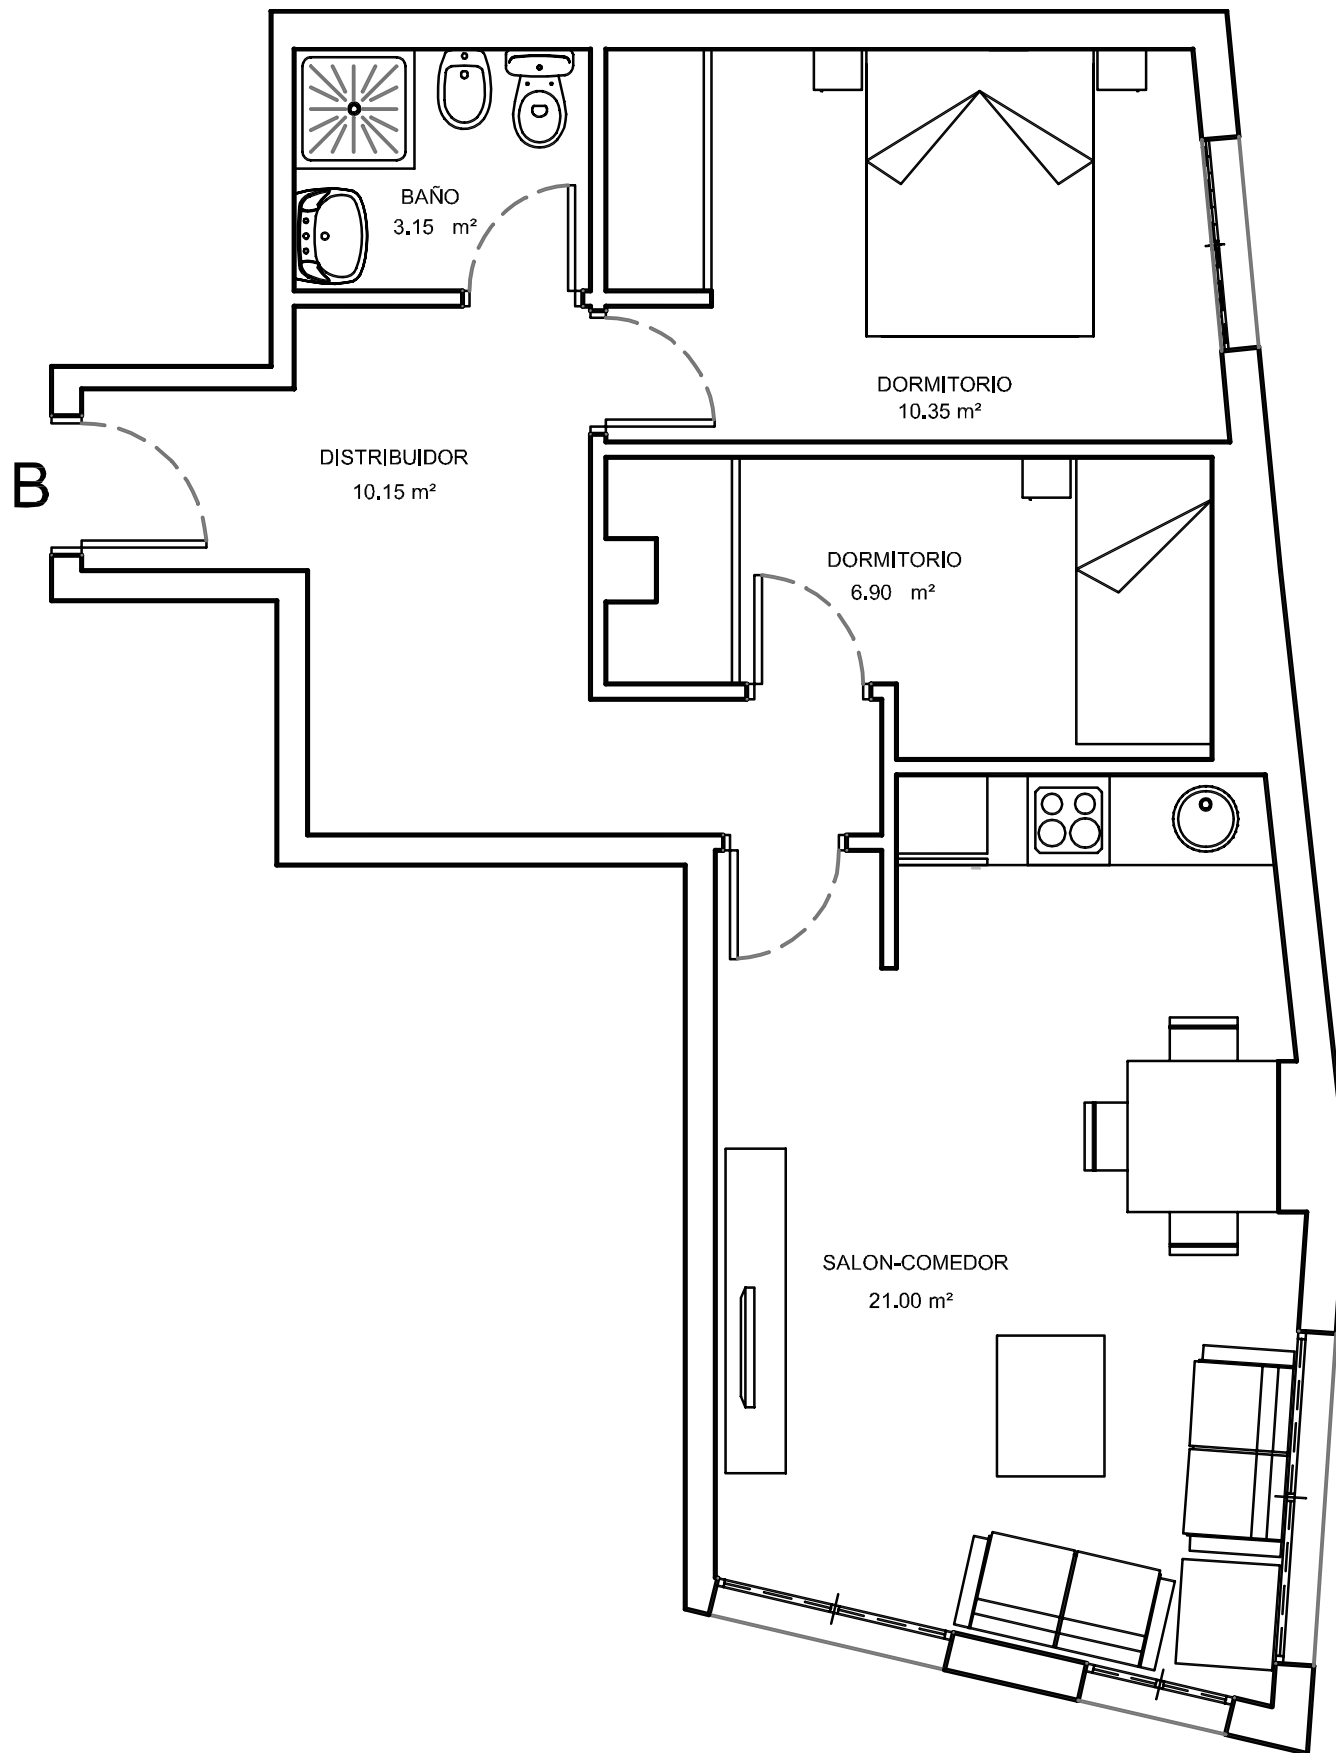 BAÑO
3.15 m²
DORMITORIO
10.35 m²
DISTRIBUIDOR
10.15 m²
B
DORMITORIO
6.90 m²
SALON-COMEDOR
21.00 m²